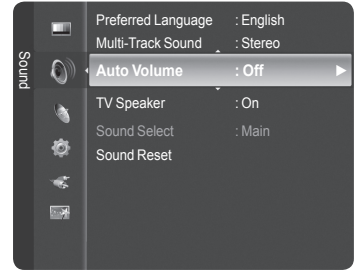 Sound
Preferred Language : English
Multi-Track Sound : Stereo
Auto Volume : Off
TV Speaker : On
Sound Select : Main
Sound Reset